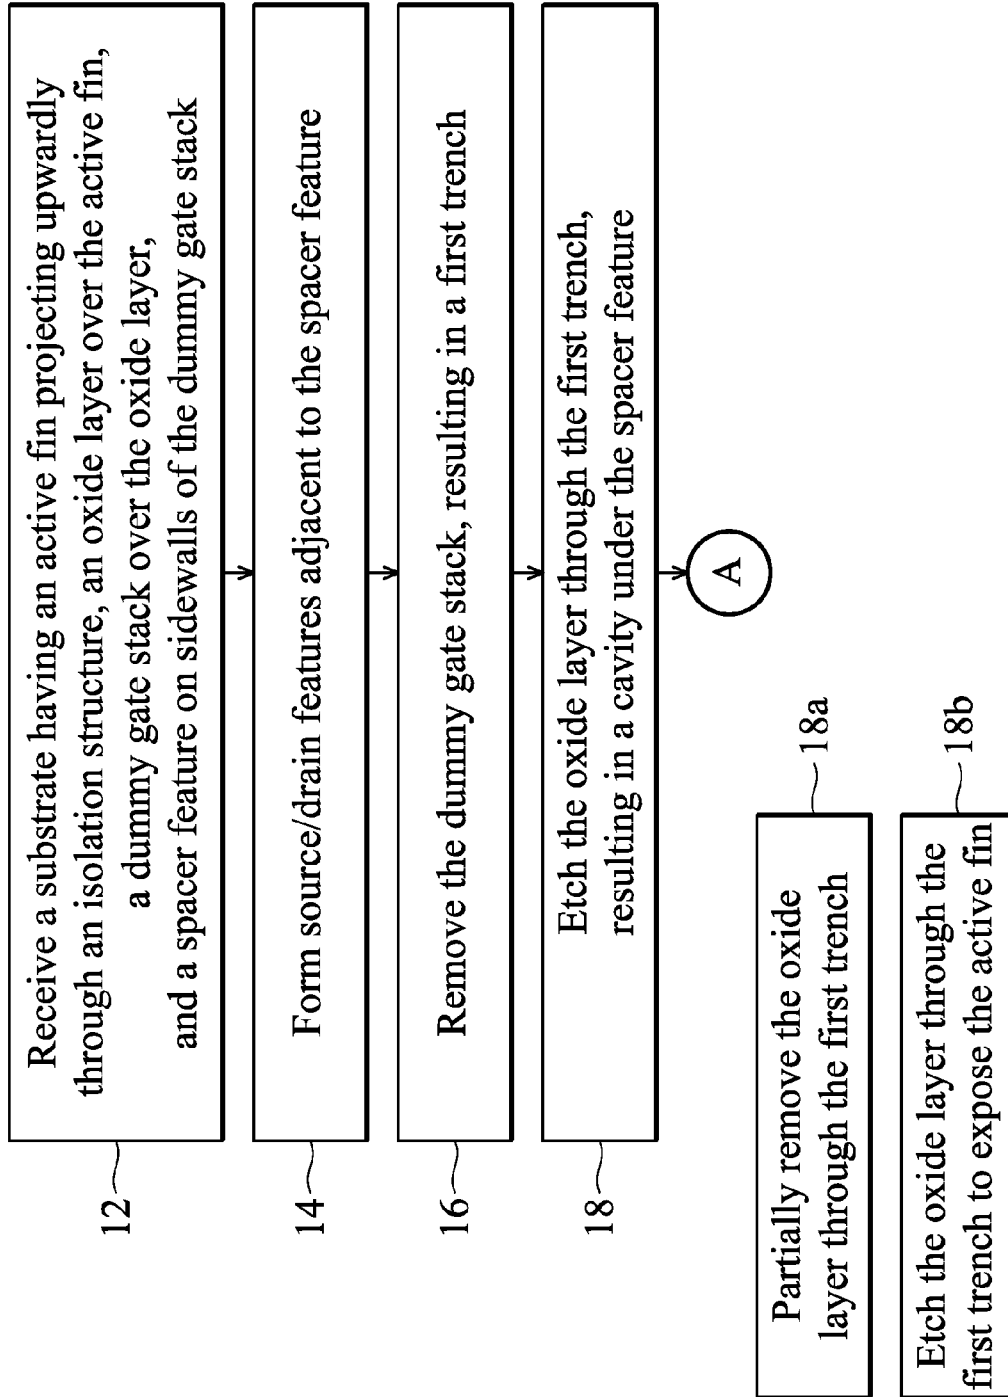 Receive a substrate having an active fin projecting upwardly
through an isolation structure, an oxide layer over the active fin,
a dummy gate stack over the oxide layer,
and a spacer feature on sidewalls of the dummy gate stack
12
Form source/drain features adjacent to the spacer feature
14
Remove the dummy gate stack, resulting in a first trench
16
Etch the oxide layer through the first trench,
resulting in a cavity under the spacer feature
18
A
Partially remove the oxide
layer through the first trench
18a
Etch the oxide layer through the
first trench to expose the active fin
18b